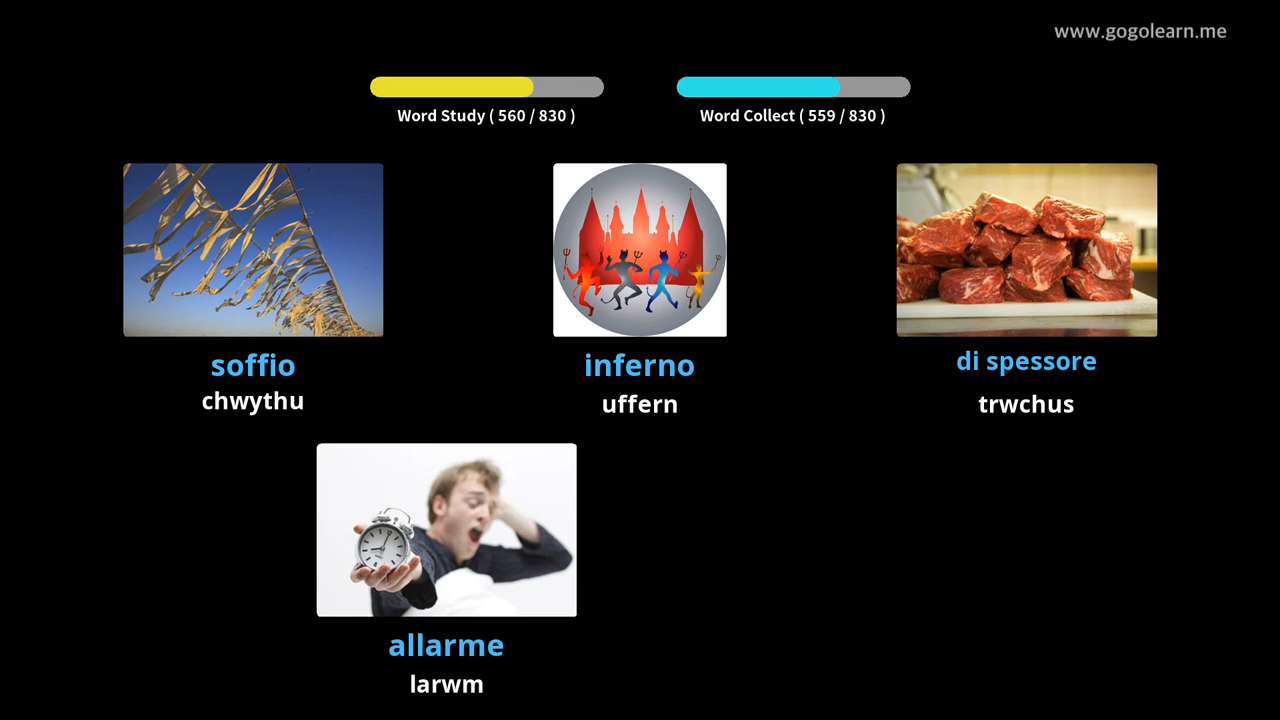 www.gogolearn.me
Word Study ( 560 / 830 )
Word Collect ( 559 / 830 )
soffio
chwythu
inferno
uffern
di spessore
trwchus
allarme
larwm